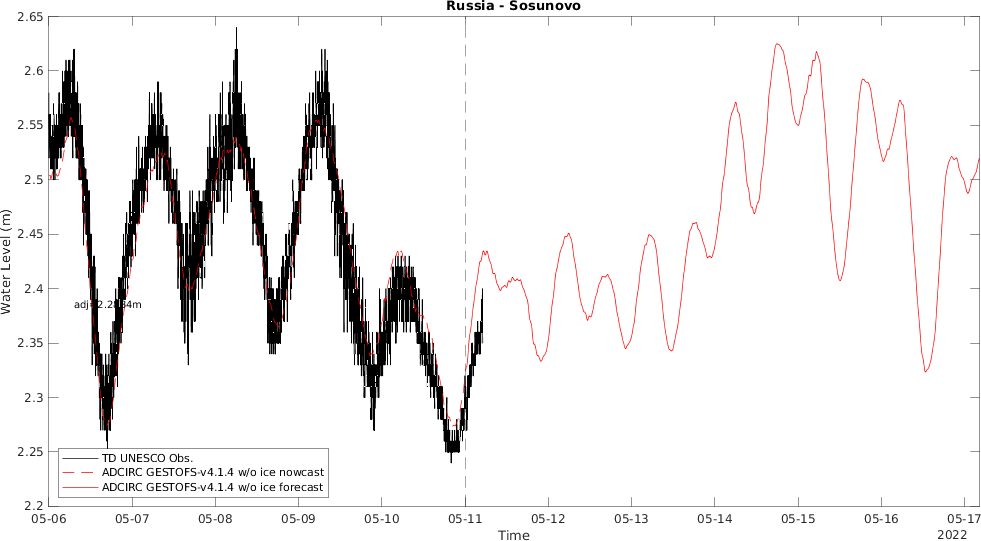 Russia - Sosunovo
2.65
2.6
2.55
2.5
2.45
2.4
2.35
2.3
2.25
2.2
Water Level (m)
TD UNESCO Obs.
ADCIRC GESTOFS-v4.1.4 w/o ice nowcast
ADCIRC GESTOFS-v4.1.4 w/o ice forecast
05-06 05-07 05-08 05-09 05-10 05-11 05-12 05-13 05-14 05-15 05-16 05-17
Time
2022